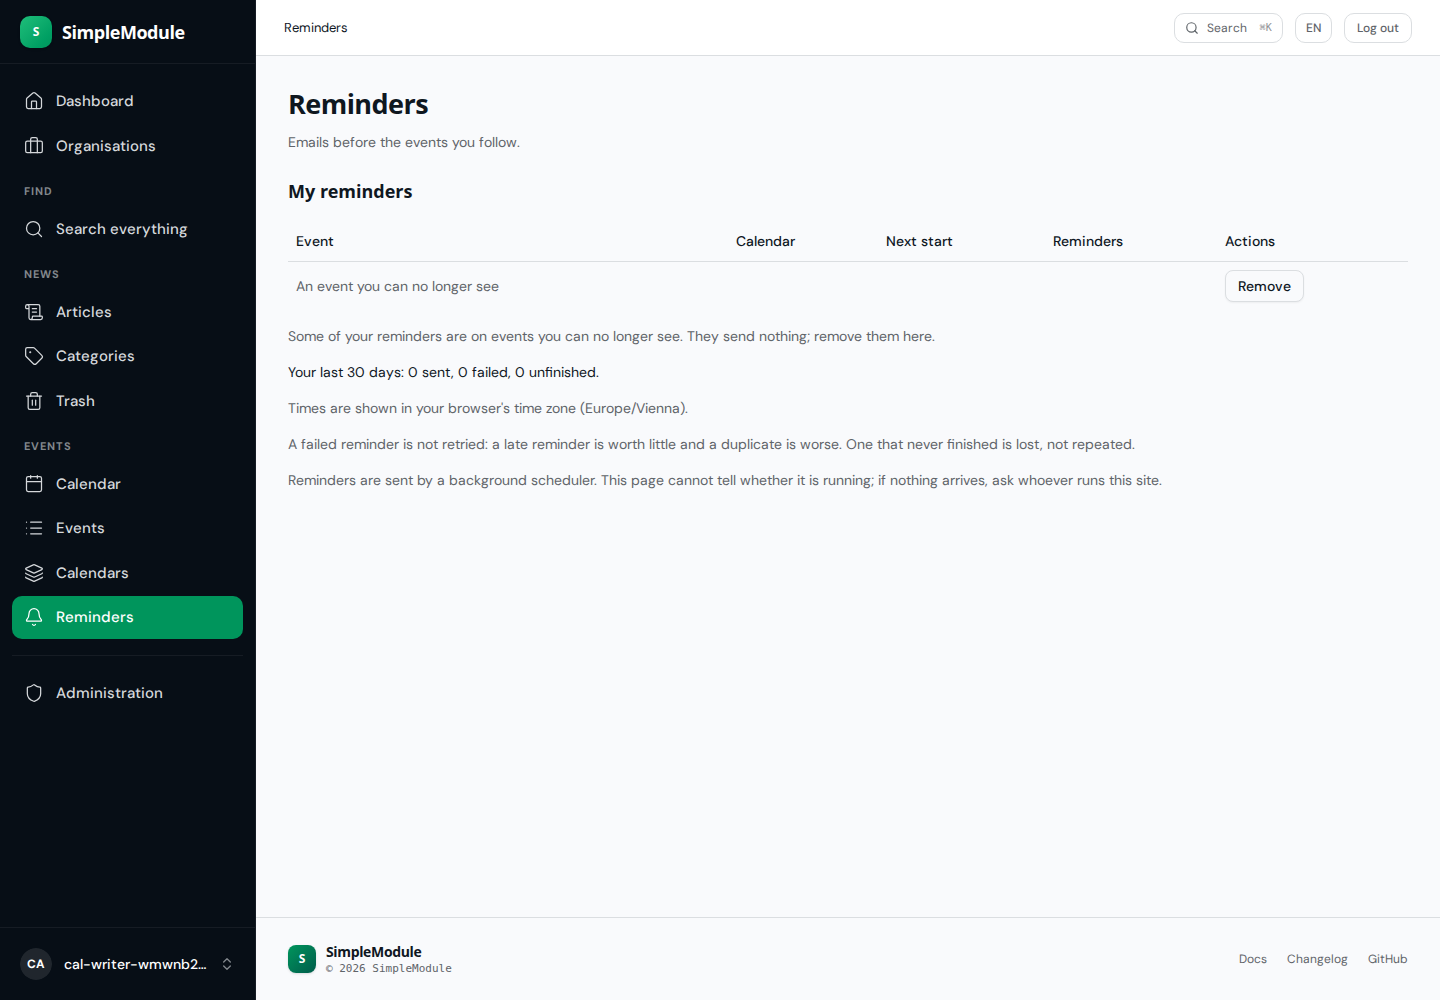 S SimpleModule
Dashboard
Organisations
FIND
Search everything
NEWS
Articles
Categories
Trash
EVENTS
Calendar
Events
Calendars
Reminders
Administration
CA cal-writer-wmwnb2...
Reminders
Search ⌘K EN Log out
Reminders
Emails before the events you follow.
My reminders
Event Calendar Next start Reminders Actions
An event you can no longer see Remove
Some of your reminders are on events you can no longer see. They send nothing; remove them here.
Your last 30 days: 0 sent, 0 failed, 0 unfinished.
Times are shown in your browser's time zone (Europe/Vienna).
A failed reminder is not retried: a late reminder is worth little and a duplicate is worse. One that never finished is lost, not repeated.
Reminders are sent by a background scheduler. This page cannot tell whether it is running; if nothing arrives, ask whoever runs this site.
S SimpleModule
© 2026 SimpleModule
Docs Changelog GitHub